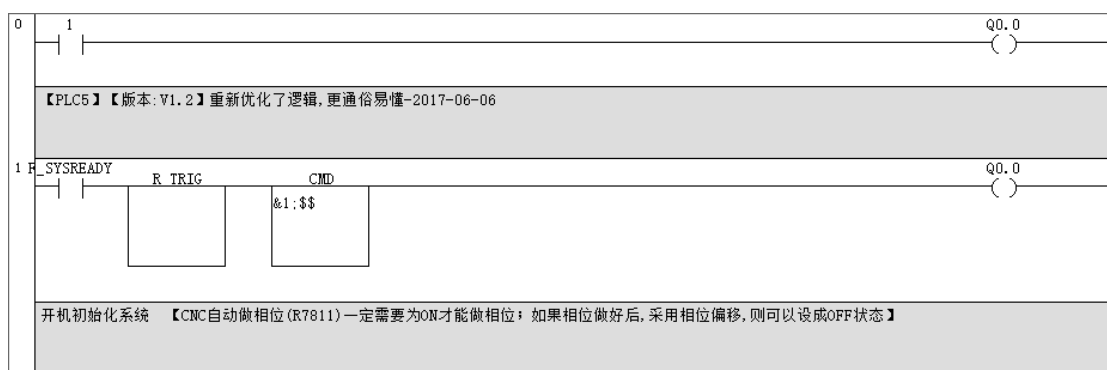 0 1 Q0.0
【PLC5】【版本:V1.2】重新优化了逻辑,更通俗易懂-2017-06-06
1 F_SYSREADY Q0.0
R TRIG CMD
&1;$$
开机初始化系统 【CNC自动做相位(R7811)一定需要为ON才能做相位；如果相位做好后,采用相位偏移,则可以设成OFF状态】